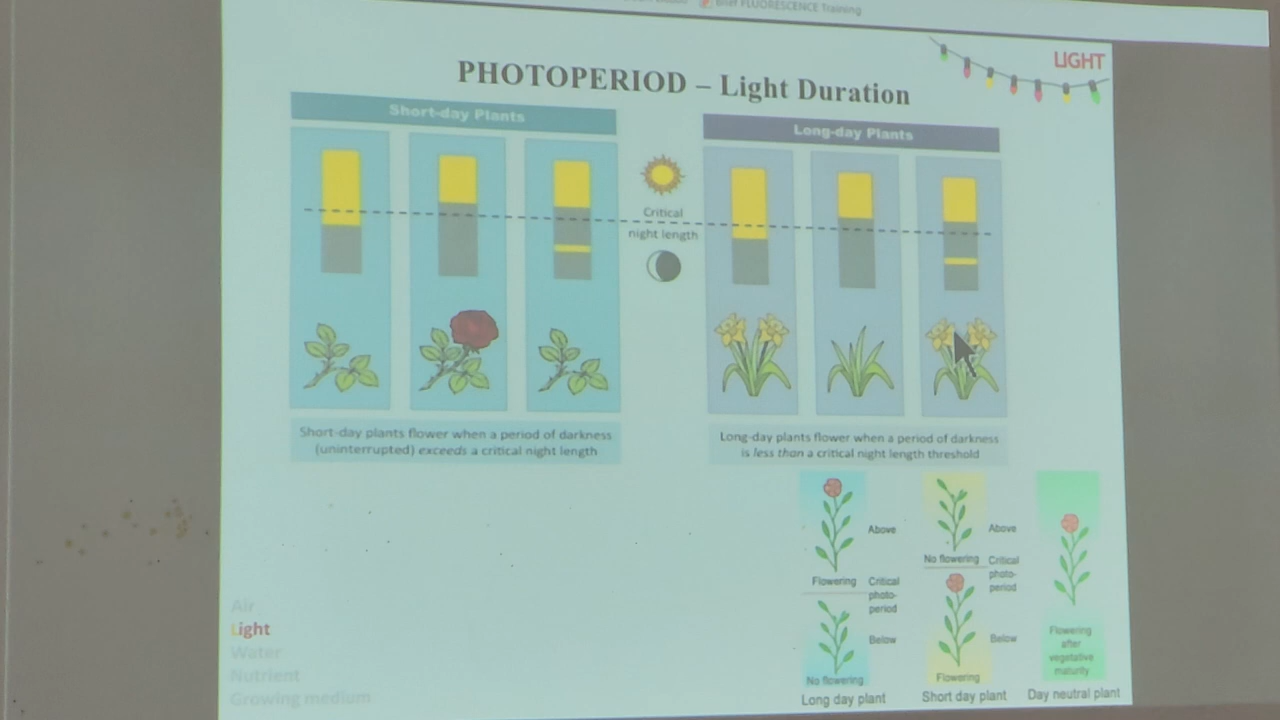 Brief FLUORESCENCE Training
LIGHT
PHOTOPERIOD – Light Duration
Short-day Plants
Long-day Plants
Critical
night length
Short-day plants flower when a period of darkness
(uninterrupted) exceeds a critical night length
Long-day plants flower when a period of darkness
is less than a critical night length threshold
Above
Flowering
Critical
photo-
period
Below
No flowering
Long day plant
Above
No flowering
Critical
photo-
period
Below
Flowering
Short day plant
Flowering
after
vegetative
maturity
Day neutral plant
Air
Light
Water
Nutrient
Growing medium